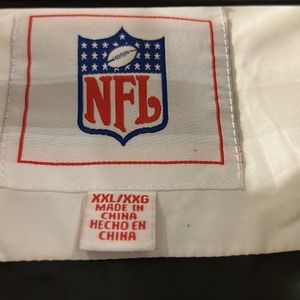 NFL
XXL/XXG
MADE IN
CHINA
HECHO EN
CHINA